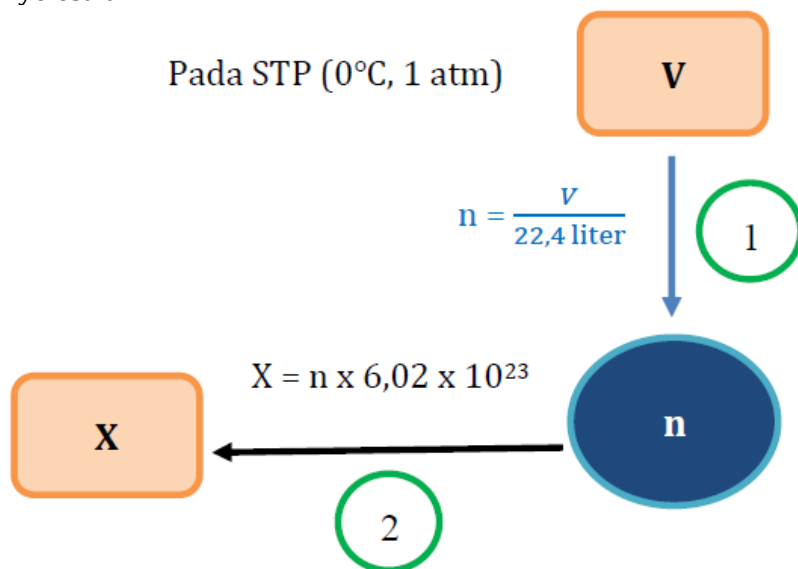 Pada STP (0°C, 1 atm)
V
n = V / 22,4 liter
1
X = n x 6,02 x 10²³
X
n
2